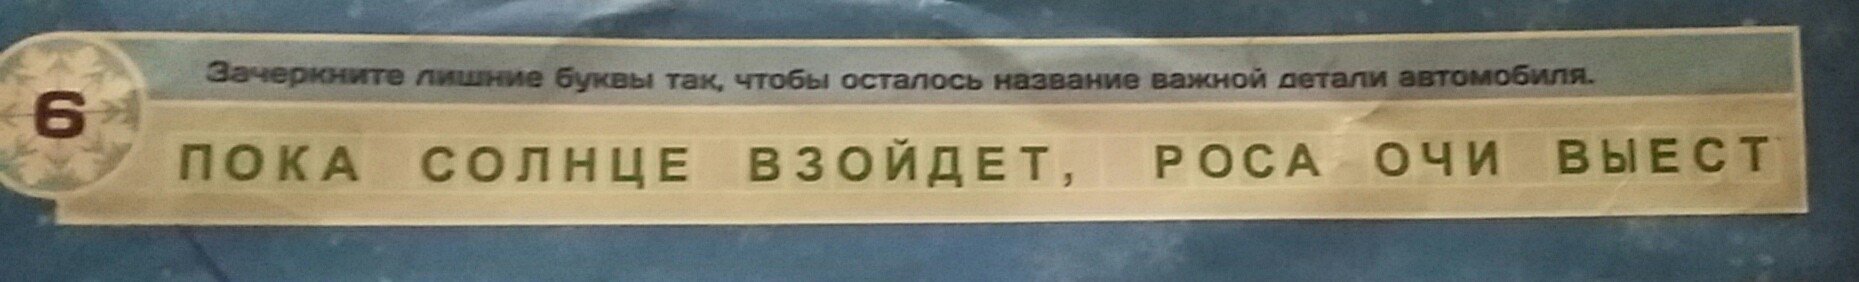 6
Зачеркните лишние буквы так, чтобы осталось название важной детали автомобиля.
ПОКА СОЛНЦЕ ВЗОЙДЕТ, РОСА ОЧИ ВЫЕСТ